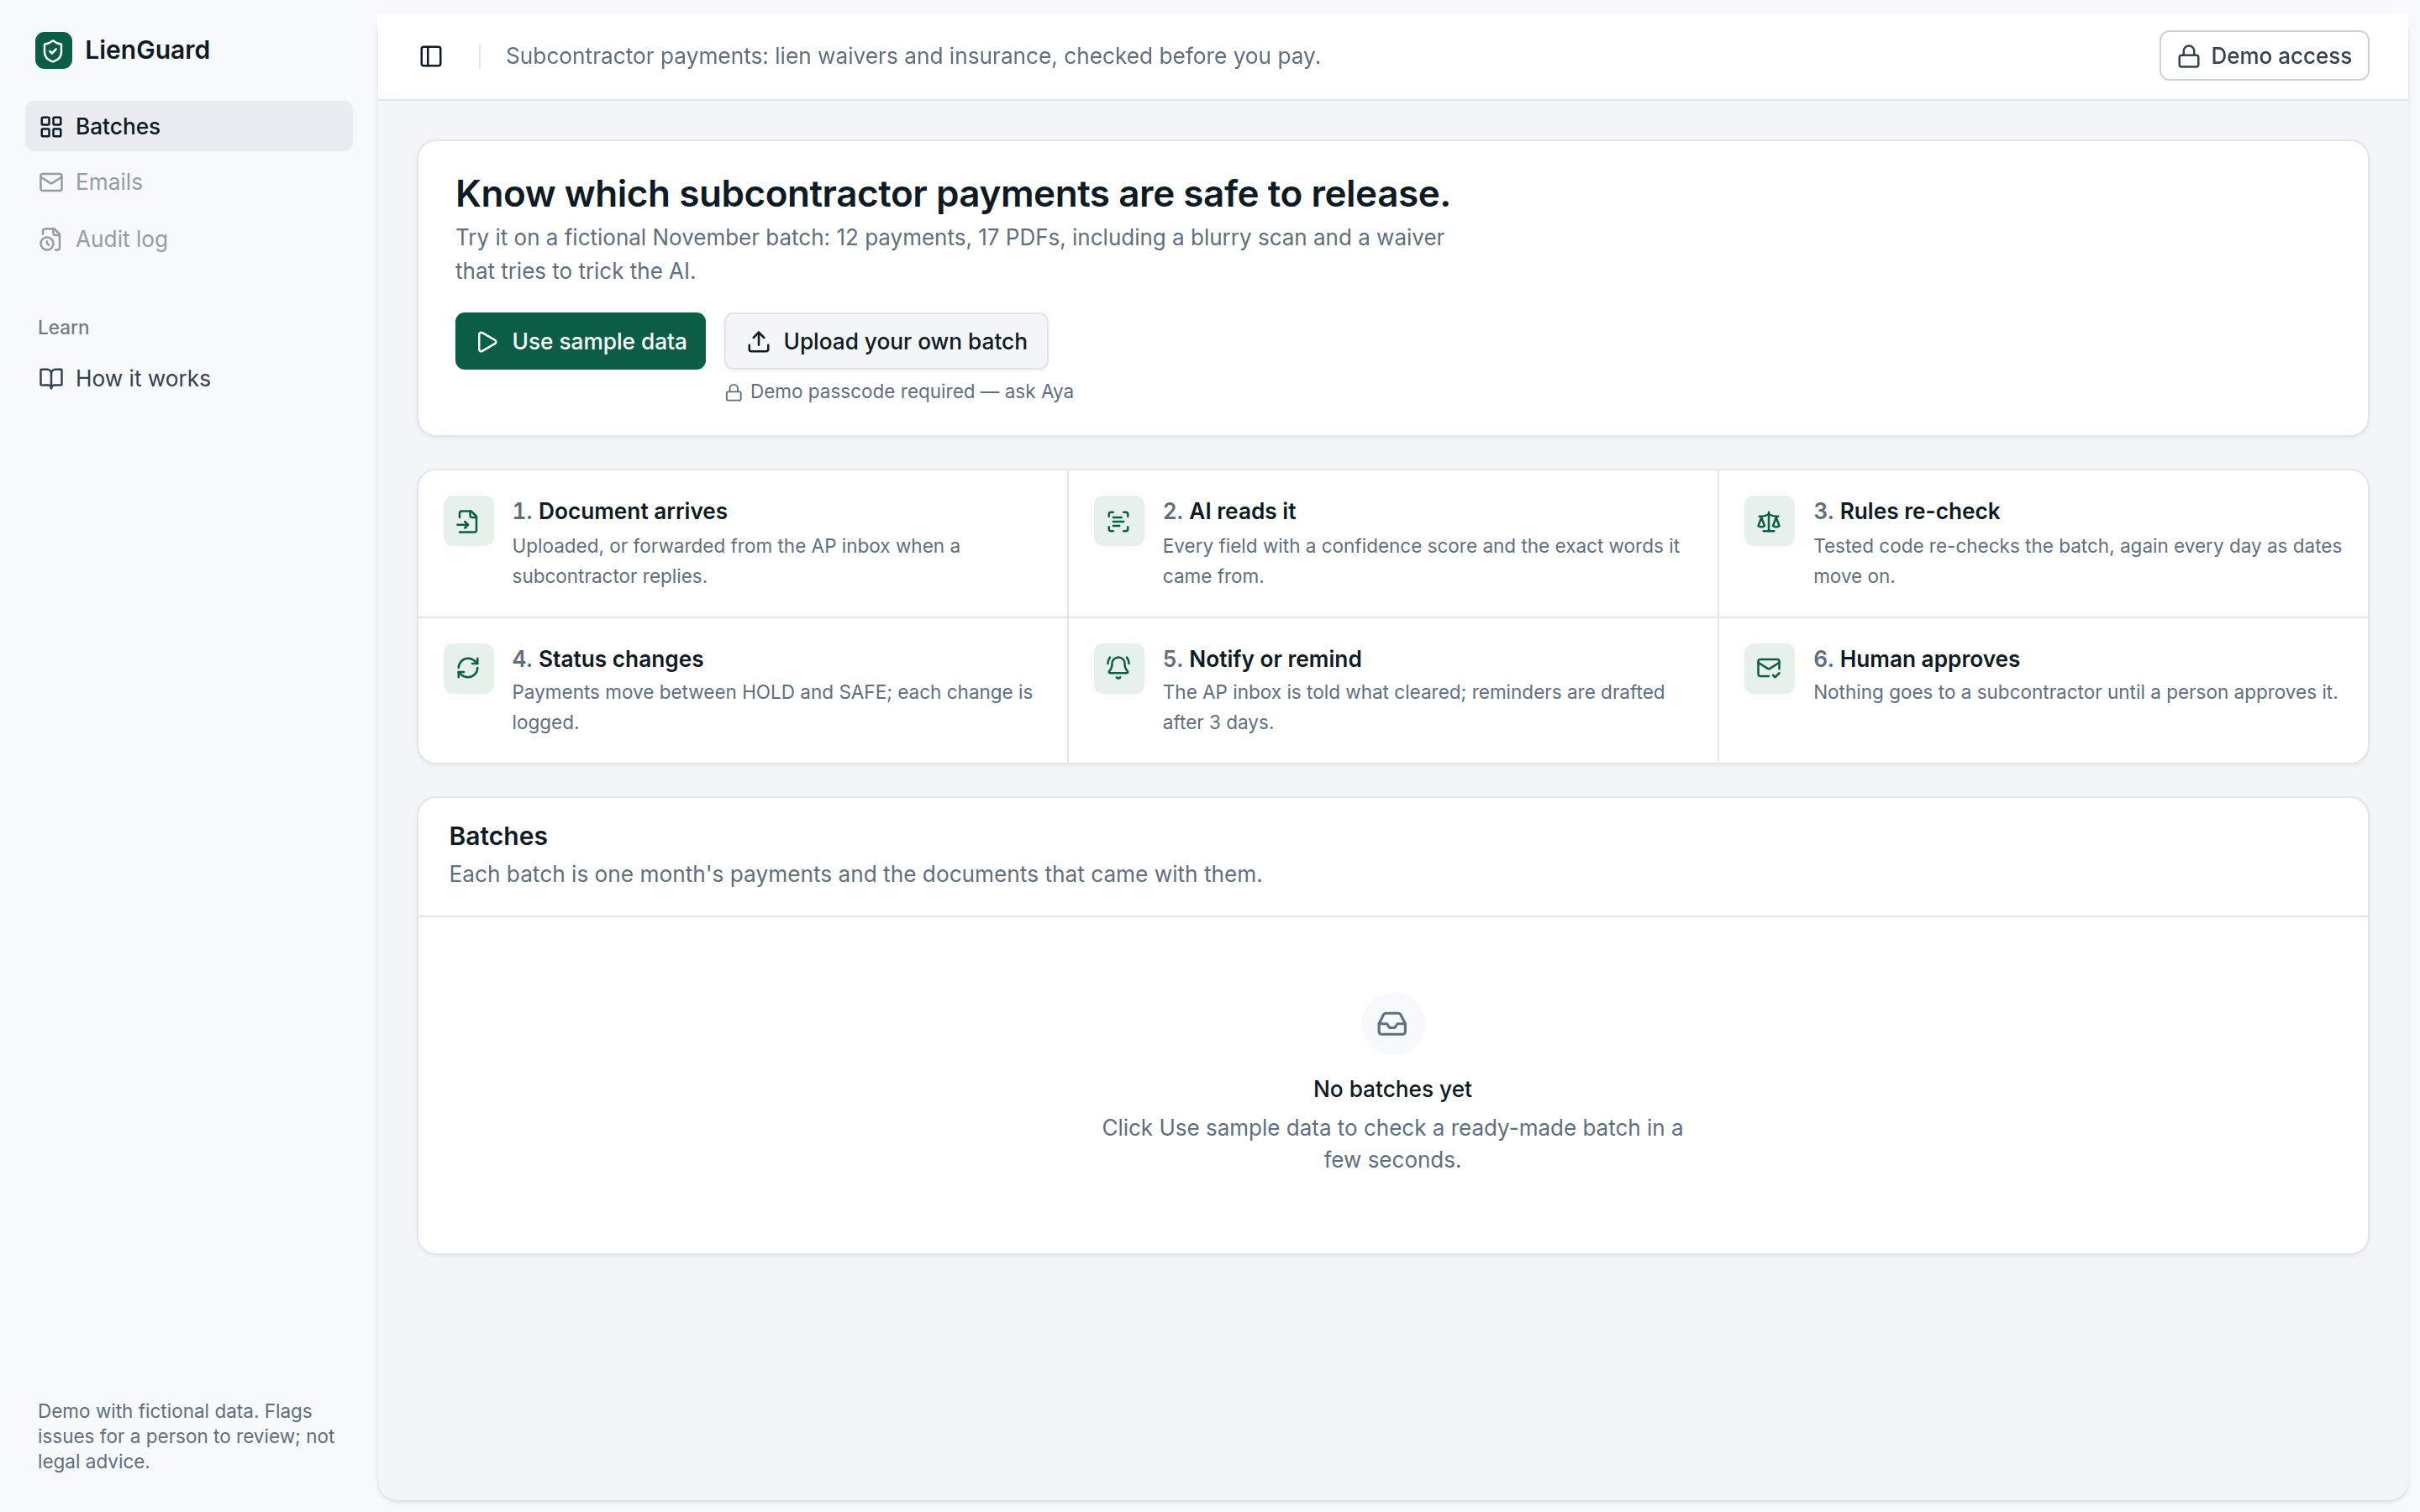 LienGuard
Batches
Emails
Audit log
Learn
How it works
Demo with fictional data. Flags
issues for a person to review; not
legal advice.
Subcontractor payments: lien waivers and insurance, checked before you pay.
Demo access
Know which subcontractor payments are safe to release.
Try it on a fictional November batch: 12 payments, 17 PDFs, including a blurry scan and a waiver
that tries to trick the AI.
Use sample data
Upload your own batch
Demo passcode required — ask Aya
1. Document arrives
Uploaded, or forwarded from the AP inbox when a
subcontractor replies.
2. AI reads it
Every field with a confidence score and the exact words it
came from.
3. Rules re-check
Tested code re-checks the batch, again every day as dates
move on.
4. Status changes
Payments move between HOLD and SAFE; each change is
logged.
5. Notify or remind
The AP inbox is told what cleared; reminders are drafted
after 3 days.
6. Human approves
Nothing goes to a subcontractor until a person approves it.
Batches
Each batch is one month's payments and the documents that came with them.
No batches yet
Click Use sample data to check a ready-made batch in a
few seconds.